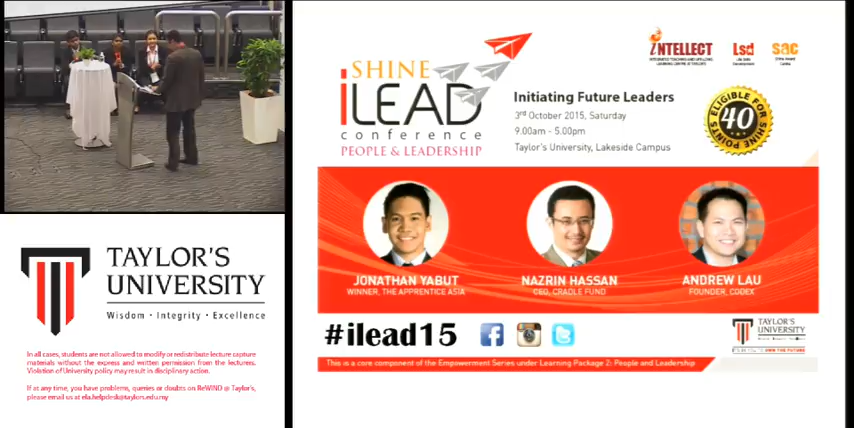 TAYLOR'S
UNIVERSITY
Wisdom • Integrity • Excellence
In all cases, students are not allowed to modify or redistribute lecture capture
materials without the express and written permission from the lecturers.
Violation of University policy may result in disciplinary action.
If at any time, you have problems, queries or doubts on ReWIND @ Taylor's,
please email us at ela.helpdesk@taylors.edu.my
SHINE
iLEAD
conference
PEOPLE & LEADERSHIP
iNTELLECT
Lsd
sac
Initiating Future Leaders
3rd October 2015, Saturday
9.00am - 5.00pm
Taylor's University, Lakeside Campus
ELIGIBLE FOR
40
SHINE POINTS
JONATHAN YABUT
WINNER, THE APPRENTICE ASIA
NAZRIN HASSAN
CEO, CRADLE FUND
ANDREW LAU
FOUNDER, CODEX
#ilead15
TAYLOR'S
UNIVERSITY
This is a core component of the Empowerment Series under Learning Package 2: People and Leadership